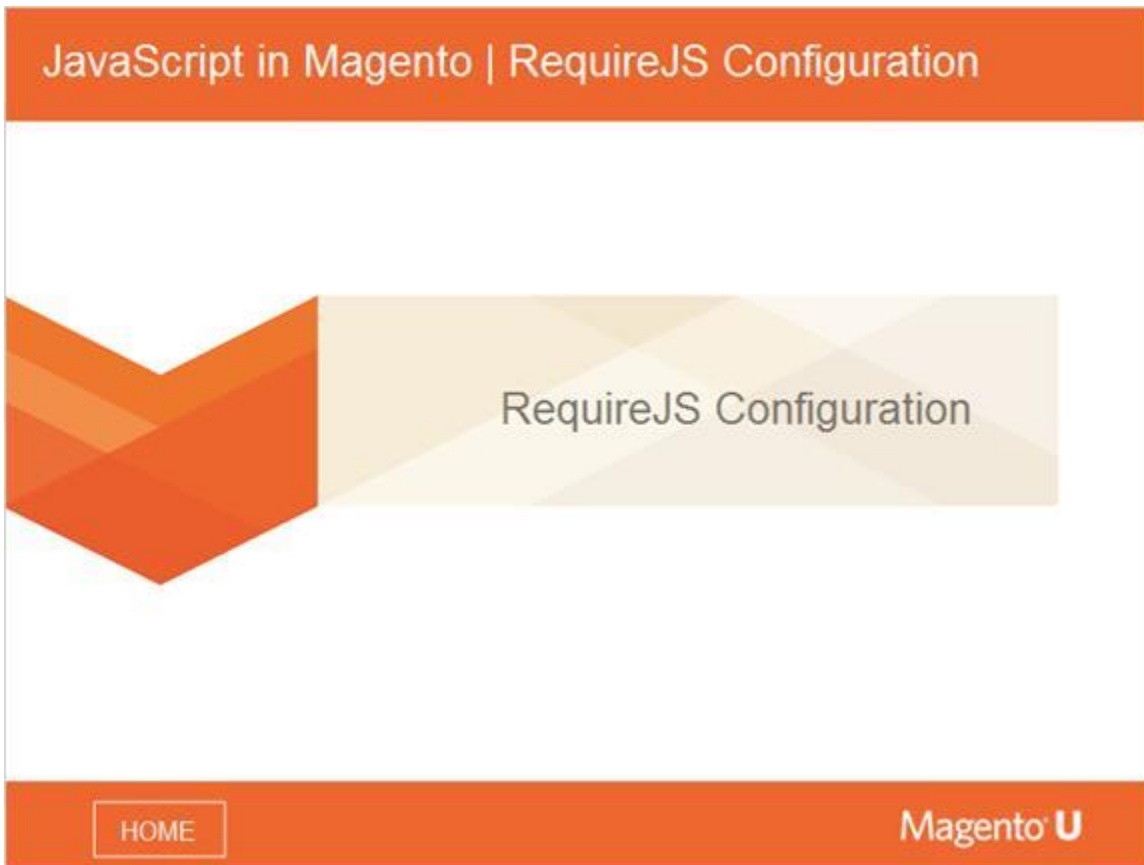 JavaScript in Magento | RequireJS Configuration
RequireJS Configuration
HOME
Magento® U